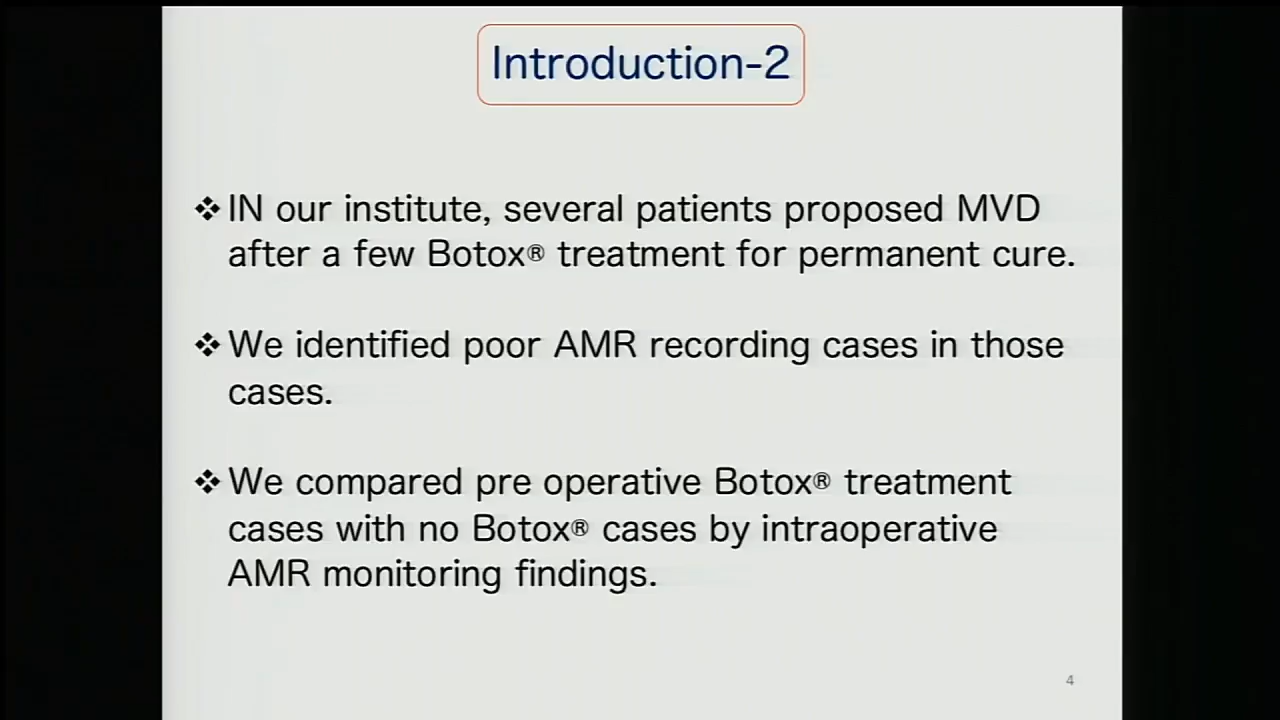 Introduction-2
❖ IN our institute, several patients proposed MVD
after a few Botox® treatment for permanent cure.
❖ We identified poor AMR recording cases in those
cases.
❖ We compared pre operative Botox® treatment
cases with no Botox® cases by intraoperative
AMR monitoring findings.
4